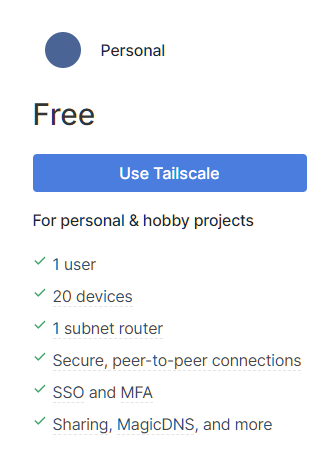 Personal
Free
Use Tailscale
For personal & hobby projects
1 user
20 devices
1 subnet router
Secure, peer-to-peer connections
SSO and MFA
Sharing, MagicDNS, and more